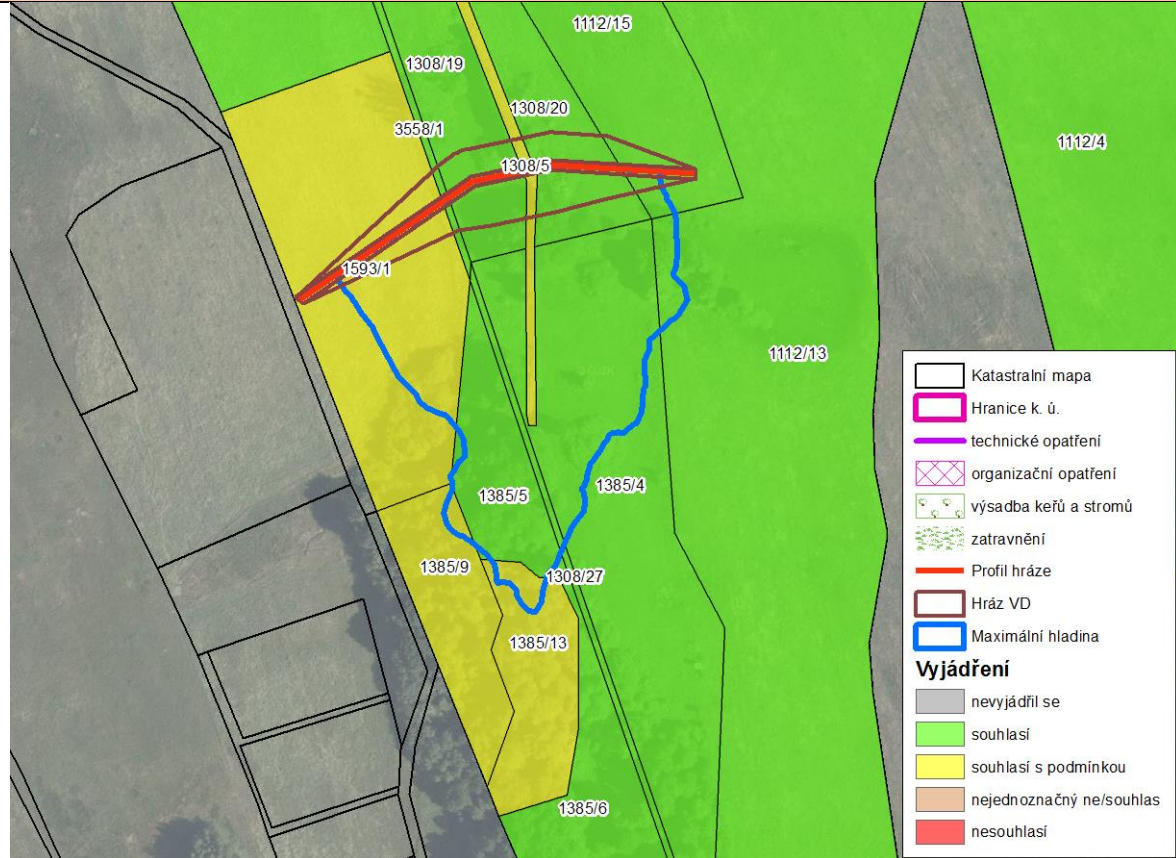 1112/15
1308/19
1308/20
3558/1
1112/4
1308/5
1593/1
1112/13
1385/5
1385/4
1385/9
1308/27
1385/13
1385/6
Katastralní mapa
Hranice k. ú.
technické opatření
organizační opatření
výsadba keřů a stromů
zatravnění
Profil hráze
Hráz VD
Maximální hladina
Vyjádření
nevyjádřil se
souhlasí
souhlasí s podmínkou
nejednoznačný ne/souhlas
nesouhlasí